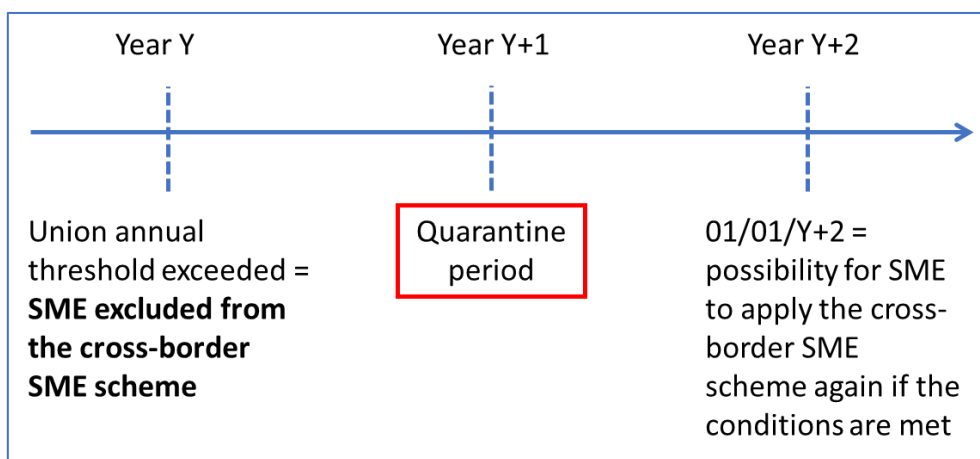 Year Y
Year Y+1
Year Y+2
Union annual
threshold exceeded =
SME excluded from
the cross-border
SME scheme
Quarantine
period
01/01/Y+2 =
possibility for SME
to apply the cross-
border SME
scheme again if the
conditions are met